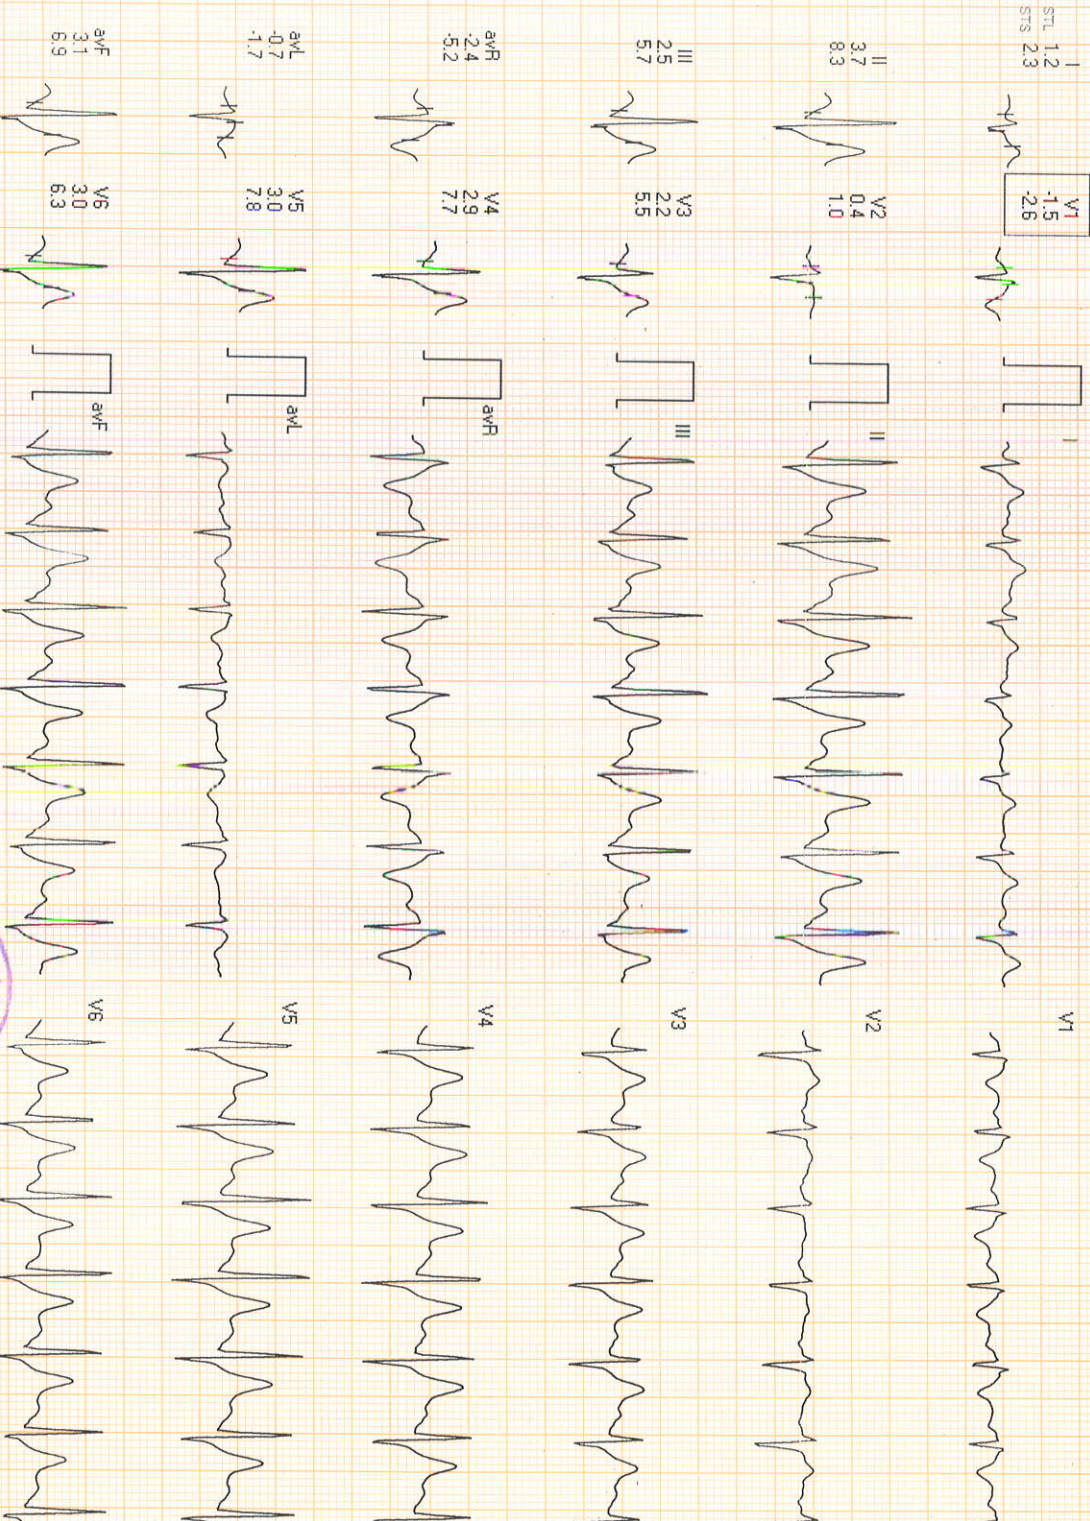 I
STL 1.2
STS 2.3
V1
-1.5
-2.6
I
V1
II
3.7
8.3
V2
0.4
1.0
II
V2
III
2.5
5.7
V3
2.2
5.5
III
V3
avR
-2.4
-5.2
V4
2.9
7.7
avR
V4
avL
-0.7
-1.7
V5
3.0
7.8
avL
V5
avF
3.1
6.9
V6
3.0
6.3
avF
V6